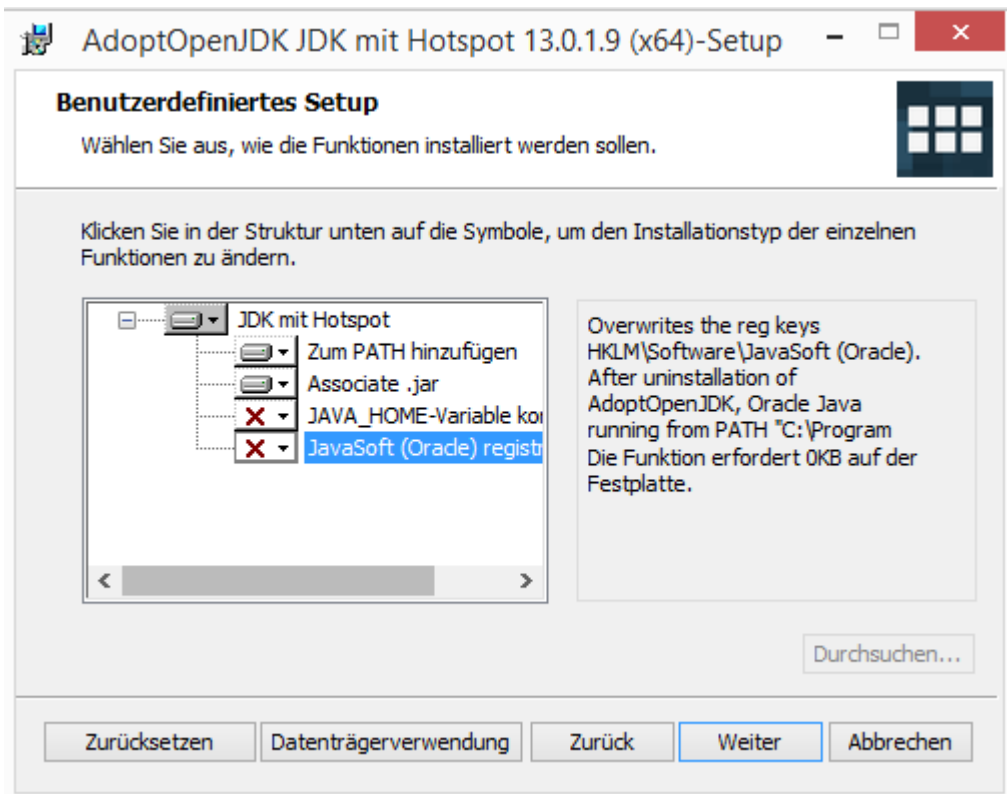 AdoptOpenJDK JDK mit Hotspot 13.0.1.9 (x64)-Setup
Benutzerdefiniertes Setup
Wählen Sie aus, wie die Funktionen installiert werden sollen.
Klicken Sie in der Struktur unten auf die Symbole, um den Installationstyp der einzelnen
Funktionen zu ändern.
JDK mit Hotspot
Zum PATH hinzufügen
Associate .jar
JAVA_HOME-Variable kon
JavaSoft (Oracle) registr
Overwrites the reg keys
HKLM\Software\JavaSoft (Oracle).
After uninstallation of
AdoptOpenJDK, Oracle Java
running from PATH "C:\Program
Die Funktion erfordert 0KB auf der
Festplatte.
Durchsuchen...
Zurücksetzen
Datenträgerverwendung
Zurück
Weiter
Abbrechen